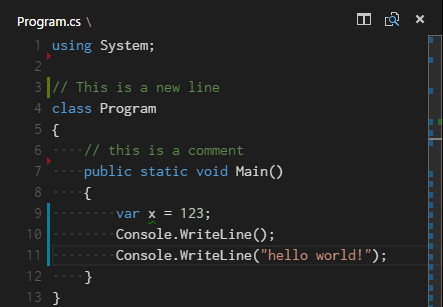 Program.cs \
1 using System;
2
3 // This is a new line
4 class Program
5 {
6 ····// this is a comment
7 ····public static void Main()
8 ····{
9 ········var x = 123;
10 ········Console.WriteLine();
11 ········Console.WriteLine("hello world!");
12 ····}
13 }